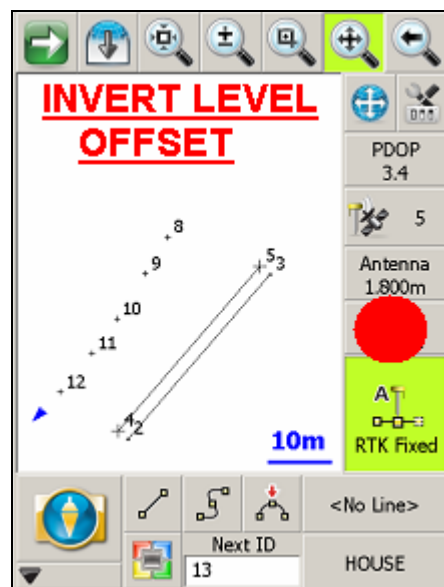 INVERT LEVEL
OFFSET
PDOP
3.4
5
Antenna
1.800m
8
9
5
3
10
11
12
4
2
10m
A
RTK Fixed
<No Line>
Next ID
13
HOUSE